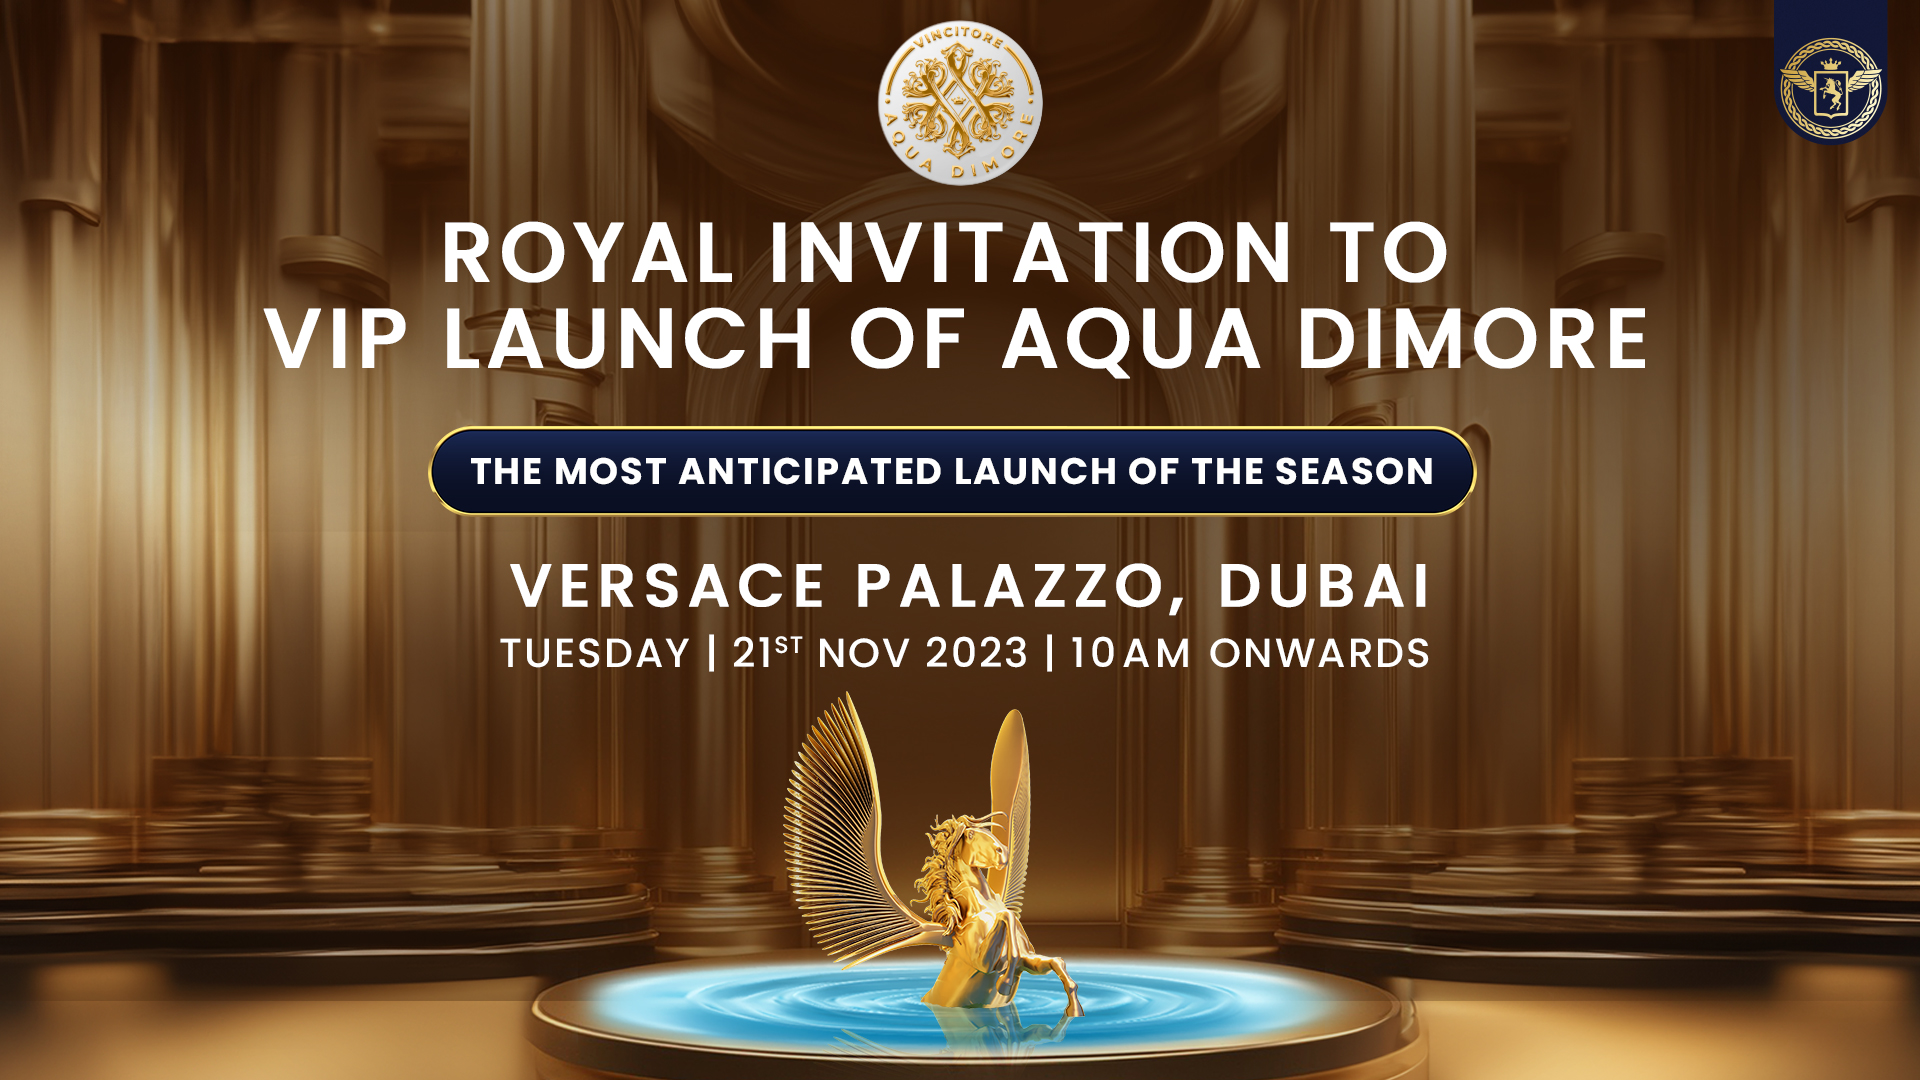 VINCITORE
AQUA DIMORE
ROYAL INVITATION TO
VIP LAUNCH OF AQUA DIMORE
THE MOST ANTICIPATED LAUNCH OF THE SEASON
VERSACE PALAZZO, DUBAI
TUESDAY | 21ST NOV 2023 | 10AM ONWARDS